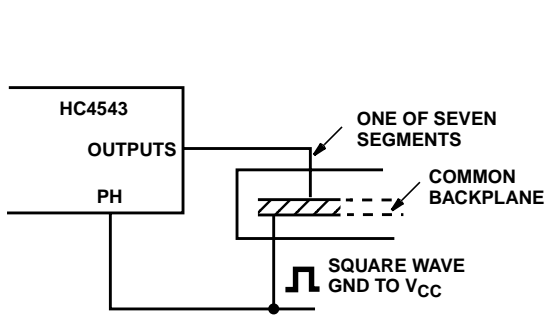 HC4543
OUTPUTS
PH
ONE OF SEVEN
SEGMENTS
COMMON
BACKPLANE
SQUARE WAVE
GND TO VCC